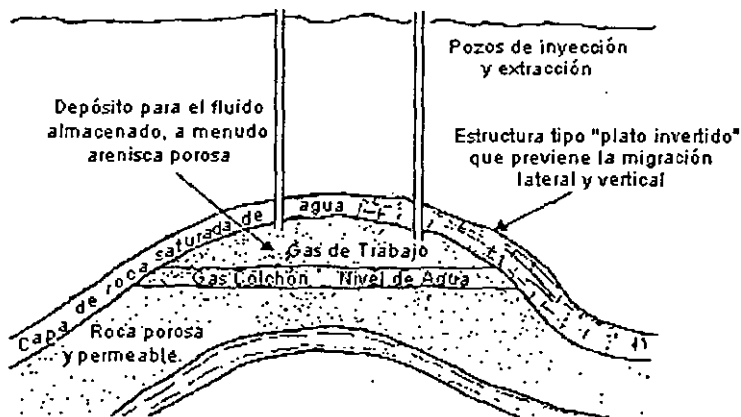 Pozos de inyección
y extracción
Depósito para el fluido
almacenado, a menudo
arenisca porosa
Estructura tipo "plato invertido"
que previene la migración
lateral y vertical
Capa de roca saturada de agua
Gas de Trabajo
Gas Colchón Nivel de Agua
Roca porosa
y permeable